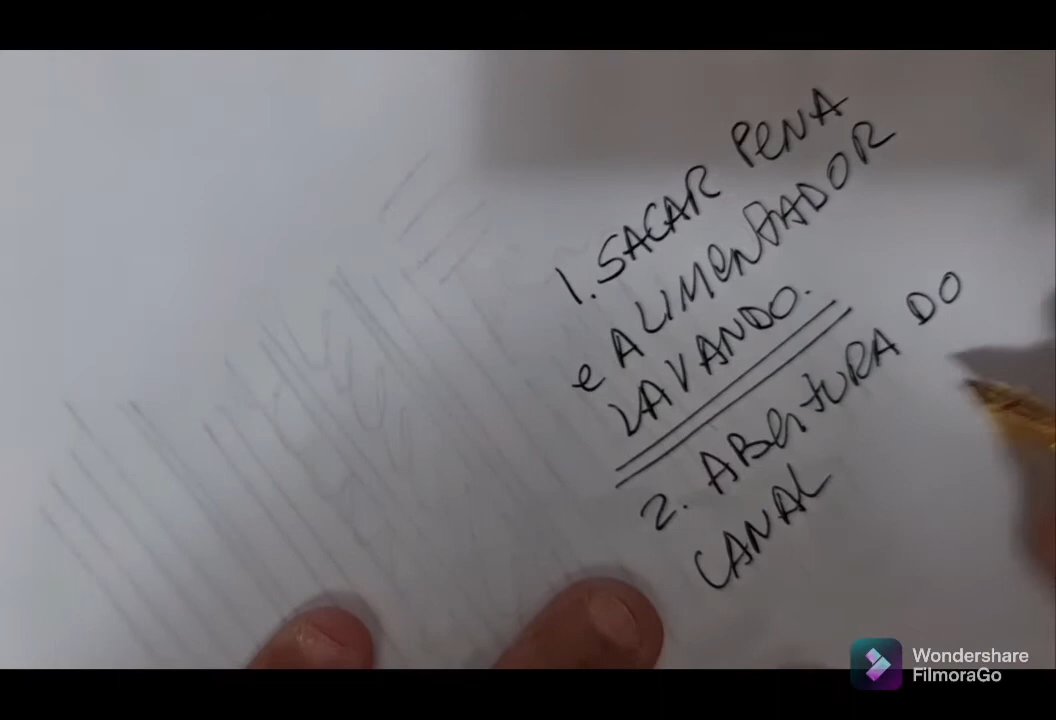 1. SACAR PENA
e ALIMENTADOR
LAVANDO.
2. ABERTURA DO
CANAL
Wondershare
FilmoraGo